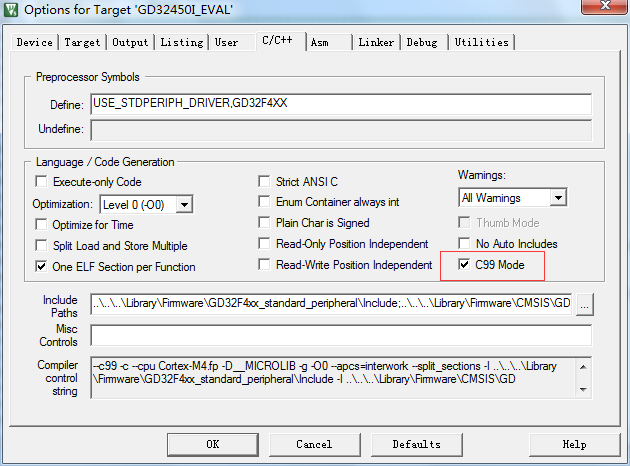 Options for Target 'GD32450I_EVAL'
Device Target Output Listing User C/C++ Asm Linker Debug Utilities
Preprocessor Symbols
Define: USE_STDPERIPH_DRIVER,GD32F4XX
Undefine:
Language / Code Generation
Execute-only Code Strict ANSI C Warnings:
Optimization: Level 0 (-O0) Enum Container always int All Warnings
Optimize for Time Plain Char is Signed Thumb Mode
Split Load and Store Multiple Read-Only Position Independent No Auto Includes
One ELF Section per Function Read-Write Position Independent C99 Mode
Include
Paths
..\..\..\Library\Firmware\GD32F4xx_standard_peripheral\Include;..\..\..\Library\Firmware\CMSIS\GD
...
Misc
Controls
Compiler
control
string
--c99 -c --cpu Cortex-M4.fp -D__MICROLIB -g -O0 --apcs=interwork --split_sections -I ..\..\..\Library
\Firmware\GD32F4xx_standard_peripheral\Include -I ..\..\..\Library\Firmware\CMSIS\GD
OK Cancel Defaults Help